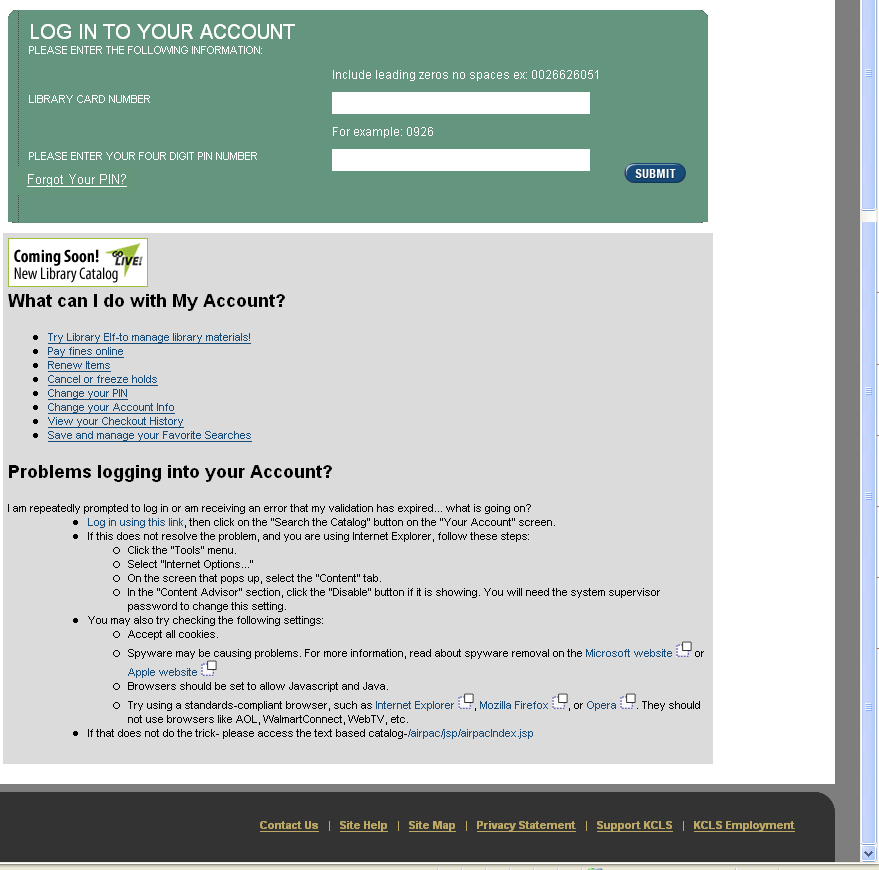 LOG IN TO YOUR ACCOUNT
PLEASE ENTER THE FOLLOWING INFORMATION:
Include leading zeros no spaces ex: 0026626051
LIBRARY CARD NUMBER
For example: 0926
PLEASE ENTER YOUR FOUR DIGIT PIN NUMBER
Forgot Your PIN?
SUBMIT
Coming Soon! GO LIVE!
New Library Catalog
What can I do with My Account?
Try Library Elf-to manage library materials!
Pay fines online
Renew Items
Cancel or freeze holds
Change your PIN
Change your Account Info
View your Checkout History
Save and manage your Favorite Searches
Problems logging into your Account?
I am repeatedly prompted to log in or am receiving an error that my validation has expired... what is going on?
Log in using this link, then click on the "Search the Catalog" button on the "Your Account" screen.
If this does not resolve the problem, and you are using Internet Explorer, follow these steps:
Click the "Tools" menu.
Select "Internet Options..."
On the screen that pops up, select the "Content" tab.
In the "Content Advisor" section, click the "Disable" button if it is showing. You will need the system supervisor
password to change this setting.
You may also try checking the following settings:
Accept all cookies.
Spyware may be causing problems. For more information, read about spyware removal on the Microsoft website or
Apple website
Browsers should be set to allow Javascript and Java.
Try using a standards-compliant browser, such as Internet Explorer , Mozilla Firefox , or Opera . They should
not use browsers like AOL, WalmartConnect, WebTV, etc.
If that does not do the trick- please access the text based catalog-/airpac/jsp/airpacIndex.jsp
Contact Us | Site Help | Site Map | Privacy Statement | Support KCLS | KCLS Employment